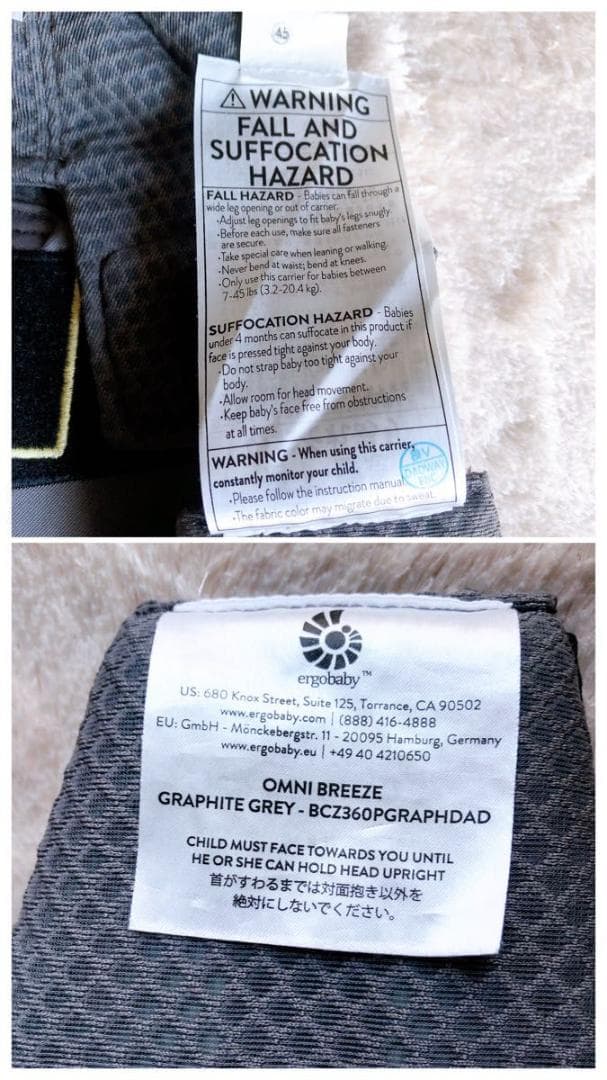 45
WARNING
FALL AND
SUFFOCATION
HAZARD
FALL HAZARD - Babies can fall through a
wide leg opening or out of carrier.
•Adjust leg openings to fit baby's legs snugly.
•Before each use, make sure all fasteners
are secure.
•Take special care when leaning or walking.
•Never bend at waist; bend at knees.
•Only use this carrier for babies between
7-45 lbs (3.2-20.4 kg).
SUFFOCATION HAZARD - Babies
under 4 months can suffocate in this product if
face is pressed tight against your body.
•Do not strap baby too tight against your
body.
•Allow room for head movement.
•Keep baby's face free from obstructions
at all times.
WARNING - When using this carrier,
constantly monitor your child.
•Please follow the instruction manual
•The fabric color may migrate due to sweat.
DADWAY
INC
ergobaby™
US: 680 Knox Street, Suite 125, Torrance, CA 90502
www.ergobaby.com | (888) 416-4888
EU: GmbH - Mönckebergstr. 11 - 20095 Hamburg, Germany
www.ergobaby.eu | +49 40 4210650
OMNI BREEZE
GRAPHITE GREY - BCZ360PGRAPHDAD
CHILD MUST FACE TOWARDS YOU UNTIL
HE OR SHE CAN HOLD HEAD UPRIGHT
首がすわるまでは対面抱き以外を
絶対にしないでください。